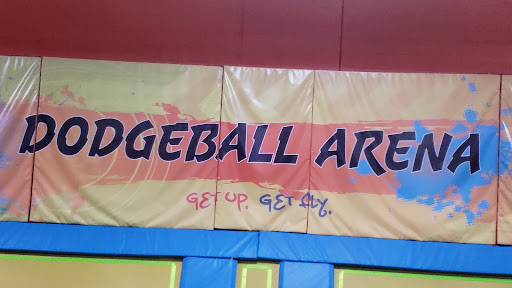 DODGEBALL ARENA
GET UP. GET fly.